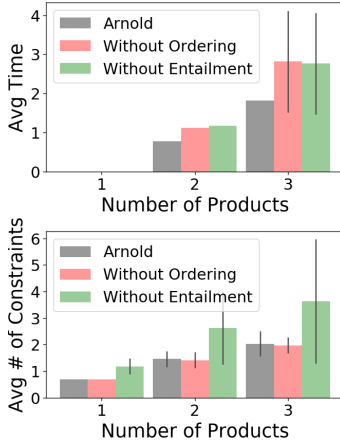 4
3
2
1
0
Avg Time
Arnold
Without Ordering
Without Entailment
1 2 3
Number of Products
6
5
4
3
2
1
0
Avg # of Constraints
Arnold
Without Ordering
Without Entailment
1 2 3
Number of Products